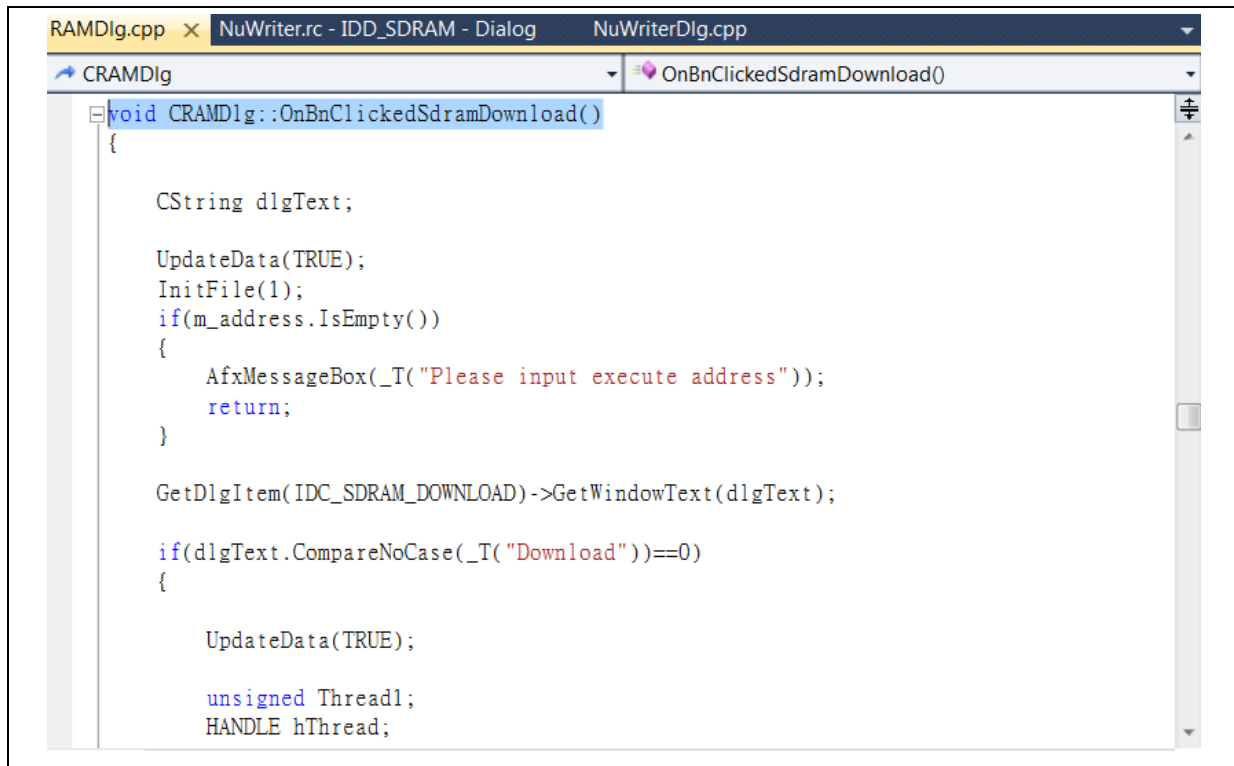 RAMDlg.cpp NuWriter.rc - IDD_SDRAM - Dialog NuWriterDlg.cpp
CRAMDlg OnBnClickedSdramDownload()
void CRAMDlg::OnBnClickedSdramDownload()
{
CString dlgText;
UpdateData(TRUE);
InitFile(1);
if(m_address.IsEmpty())
{
AfxMessageBox(_T("Please input execute address"));
return;
}
GetDlgItem(IDC_SDRAM_DOWNLOAD)->GetWindowText(dlgText);
if(dlgText.CompareNoCase(_T("Download"))==0)
{
UpdateData(TRUE);
unsigned Thread1;
HANDLE hThread;